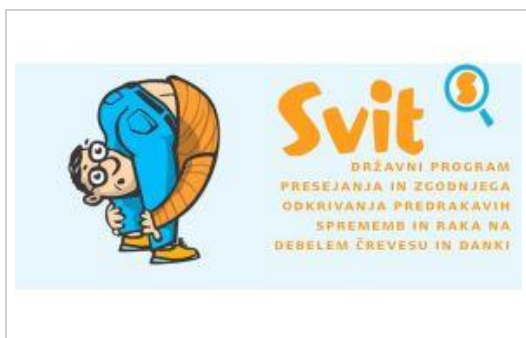 Svit
S
DRŽAVNI PROGRAM
PRESEJANJA IN ZGODNJEGA
ODKRIVANJA PREDRAKAVIH
SPREMEMB IN RAKA NA
DEBELEM ČREVESU IN DANKI